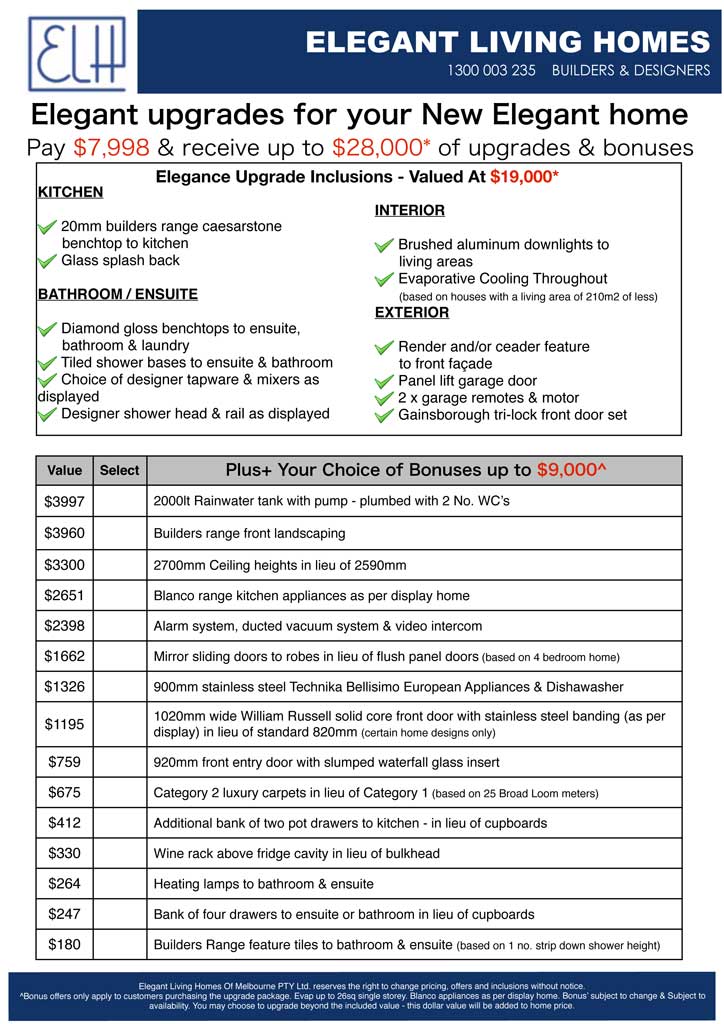 ELH
ELEGANT LIVING HOMES
1300 003 235 BUILDERS & DESIGNERS
Elegant upgrades for your New Elegant home
Pay $7,998 & receive up to $28,000* of upgrades & bonuses
Elegance Upgrade Inclusions - Valued At $19,000*
KITCHEN
20mm builders range caesarstone
benchtop to kitchen
Glass splash back
BATHROOM / ENSUITE
Diamond gloss benchtops to ensuite,
bathroom & laundry
Tiled shower bases to ensuite & bathroom
Choice of designer tapware & mixers as
displayed
Designer shower head & rail as displayed
INTERIOR
Brushed aluminum downlights to
living areas
Evaporative Cooling Throughout
(based on houses with a living area of 210m2 of less)
EXTERIOR
Render and/or ceader feature
to front façade
Panel lift garage door
2 x garage remotes & motor
Gainsborough tri-lock front door set
Value Select Plus+ Your Choice of Bonuses up to $9,000^
$3997 2000lt Rainwater tank with pump - plumbed with 2 No. WC's
$3960 Builders range front landscaping
$3300 2700mm Ceiling heights in lieu of 2590mm
$2651 Blanco range kitchen appliances as per display home
$2398 Alarm system, ducted vacuum system & video intercom
$1662 Mirror sliding doors to robes in lieu of flush panel doors (based on 4 bedroom home)
$1326 900mm stainless steel Technika Bellisimo European Appliances & Dishawasher
$1195 1020mm wide William Russell solid core front door with stainless steel banding (as per
display) in lieu of standard 820mm (certain home designs only)
$759 920mm front entry door with slumped waterfall glass insert
$675 Category 2 luxury carpets in lieu of Category 1 (based on 25 Broad Loom meters)
$412 Additional bank of two pot drawers to kitchen - in lieu of cupboards
$330 Wine rack above fridge cavity in lieu of bulkhead
$264 Heating lamps to bathroom & ensuite
$247 Bank of four drawers to ensuite or bathroom in lieu of cupboards
$180 Builders Range feature tiles to bathroom & ensuite (based on 1 no. strip down shower height)
Elegant Living Homes Of Melbourne PTY Ltd. reserves the right to change pricing, offers and inclusions without notice.
^Bonus offers only apply to customers purchasing the upgrade package. Evap up to 26sq single storey. Blanco appliances as per display home. Bonus' subject to change & Subject to
availability. You may choose to upgrade beyond the included value - this dollar value will be added to home price.